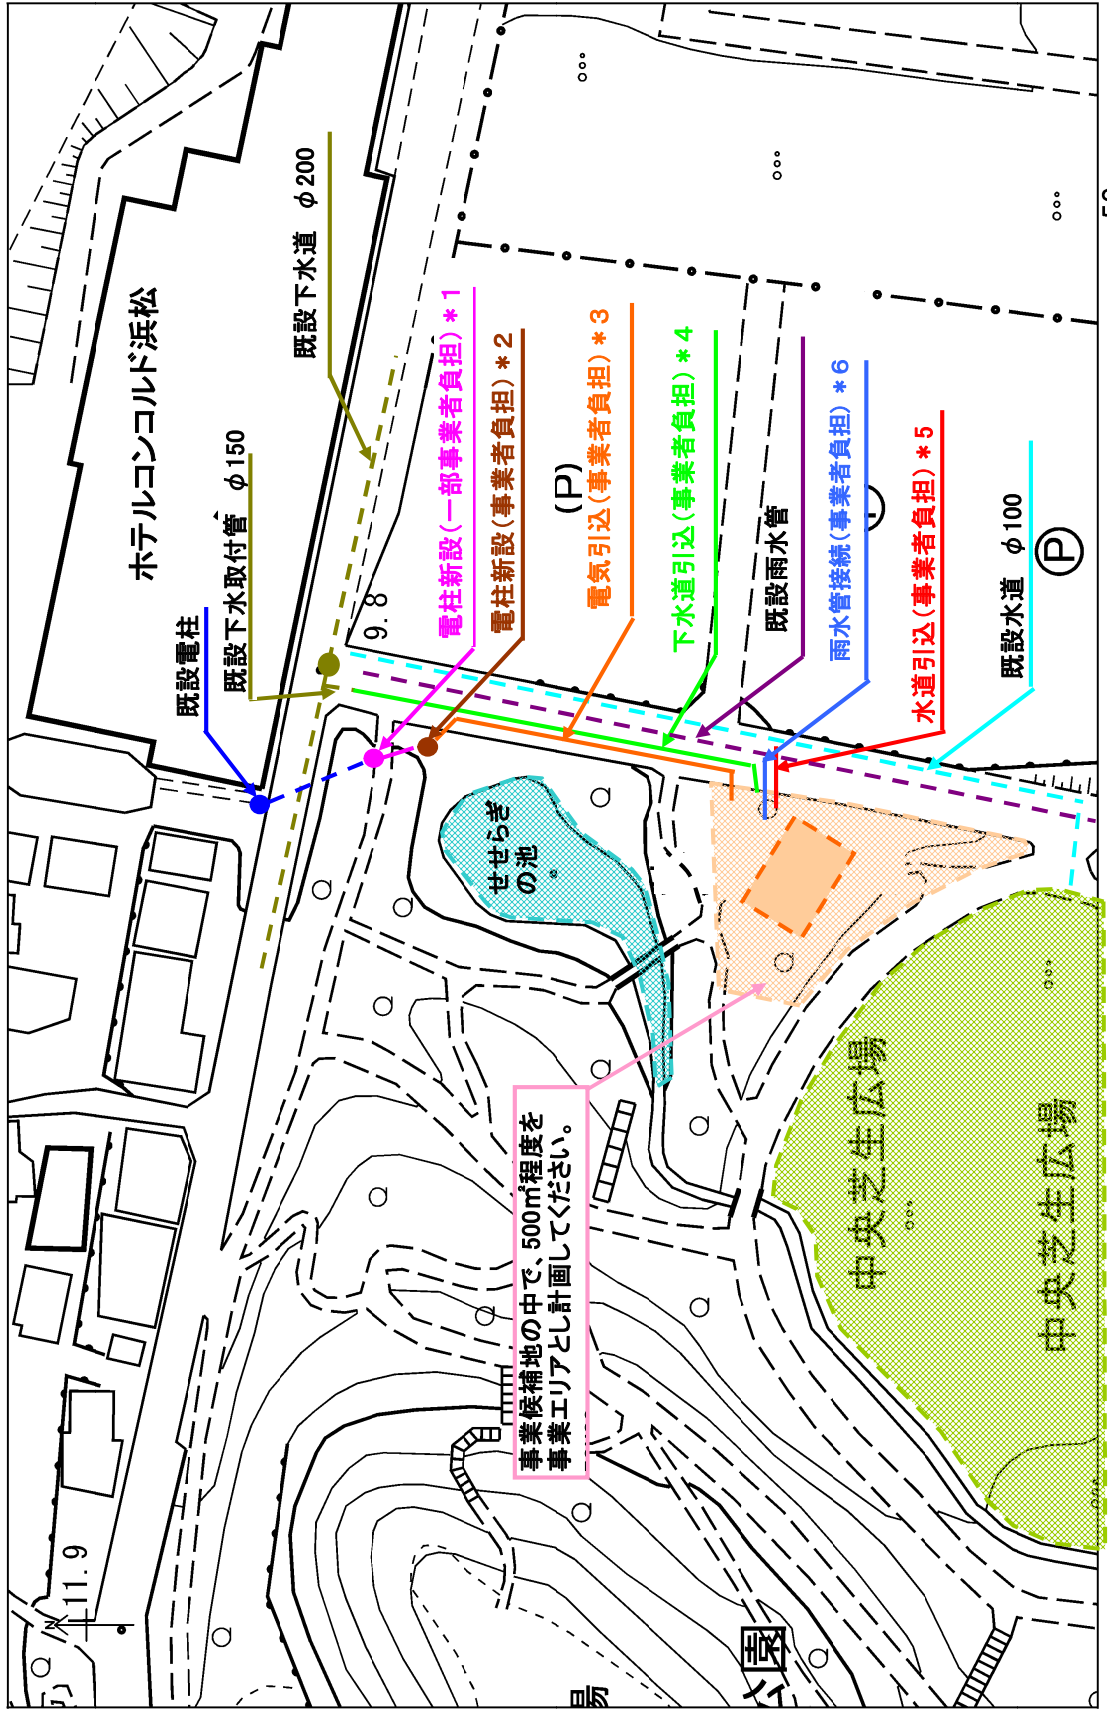 ホテルコンコルド浜松
既設下水道 φ200
既設下水取付管 φ150
既設電柱
9.8
電柱新設(一部事業者負担)*1
電柱新設(事業者負担)*2
(P)
電気引込(事業者負担)*3
下水道引込(事業者負担)*4
既設雨水管
雨水管接続(事業者負担)*6
水道引込(事業者負担)*5
既設水道 φ100
P
せせらぎ
の池
事業候補地の中で、500㎡程度を
事業エリアとし計画してください。
中央芝生広場
中央芝生広場
11.9
N
場
園